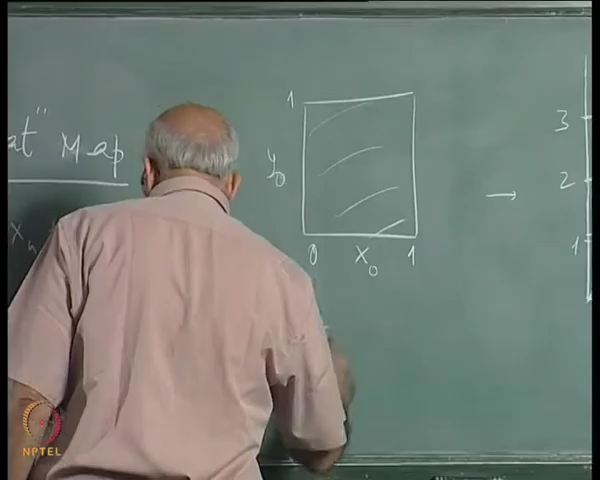 at" Map
x_n
1
y_0
0 x_0 1
→
3
2
1
NPTEL